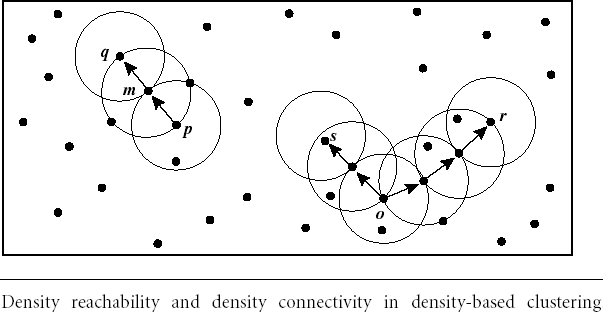 q
m
p
s
r
o
Density reachability and density connectivity in density-based clustering